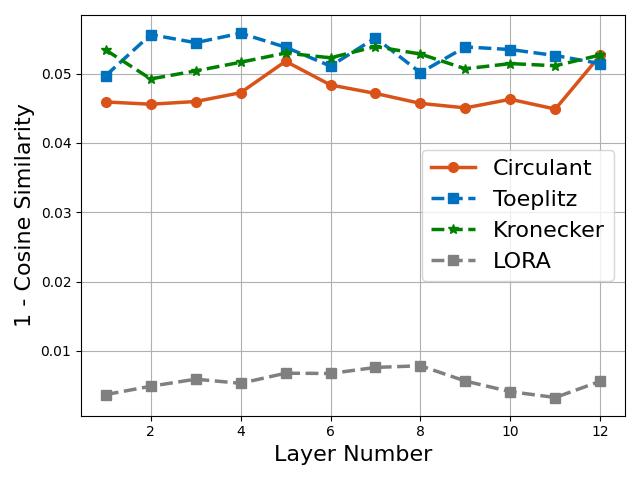 1 - Cosine Similarity
0.05
0.04
0.03
0.02
0.01
Circulant
Toeplitz
Kronecker
LORA
2 4 6 8 10 12
Layer Number